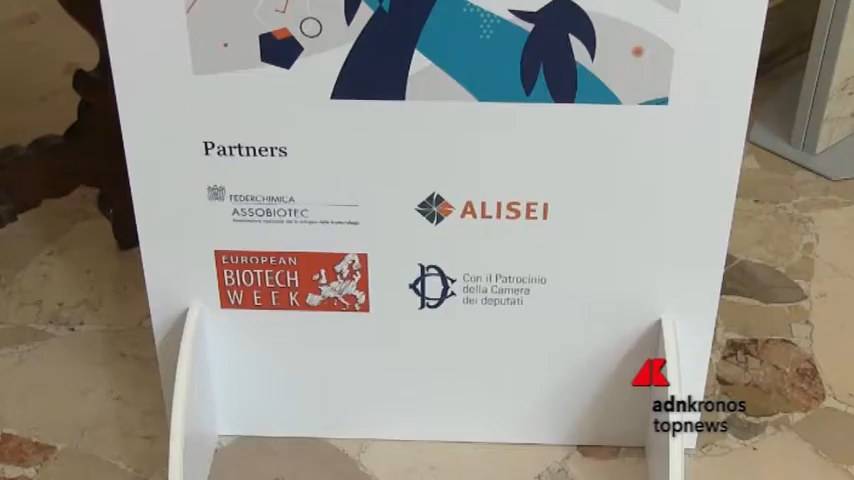 Partners
FEDERCHIMICA
ASSOBIOTEC
ALISEI
EUROPEAN
BIOTECH
WEEK
Con il Patrocinio
della Camera
dei deputati
adnkronos
topnews